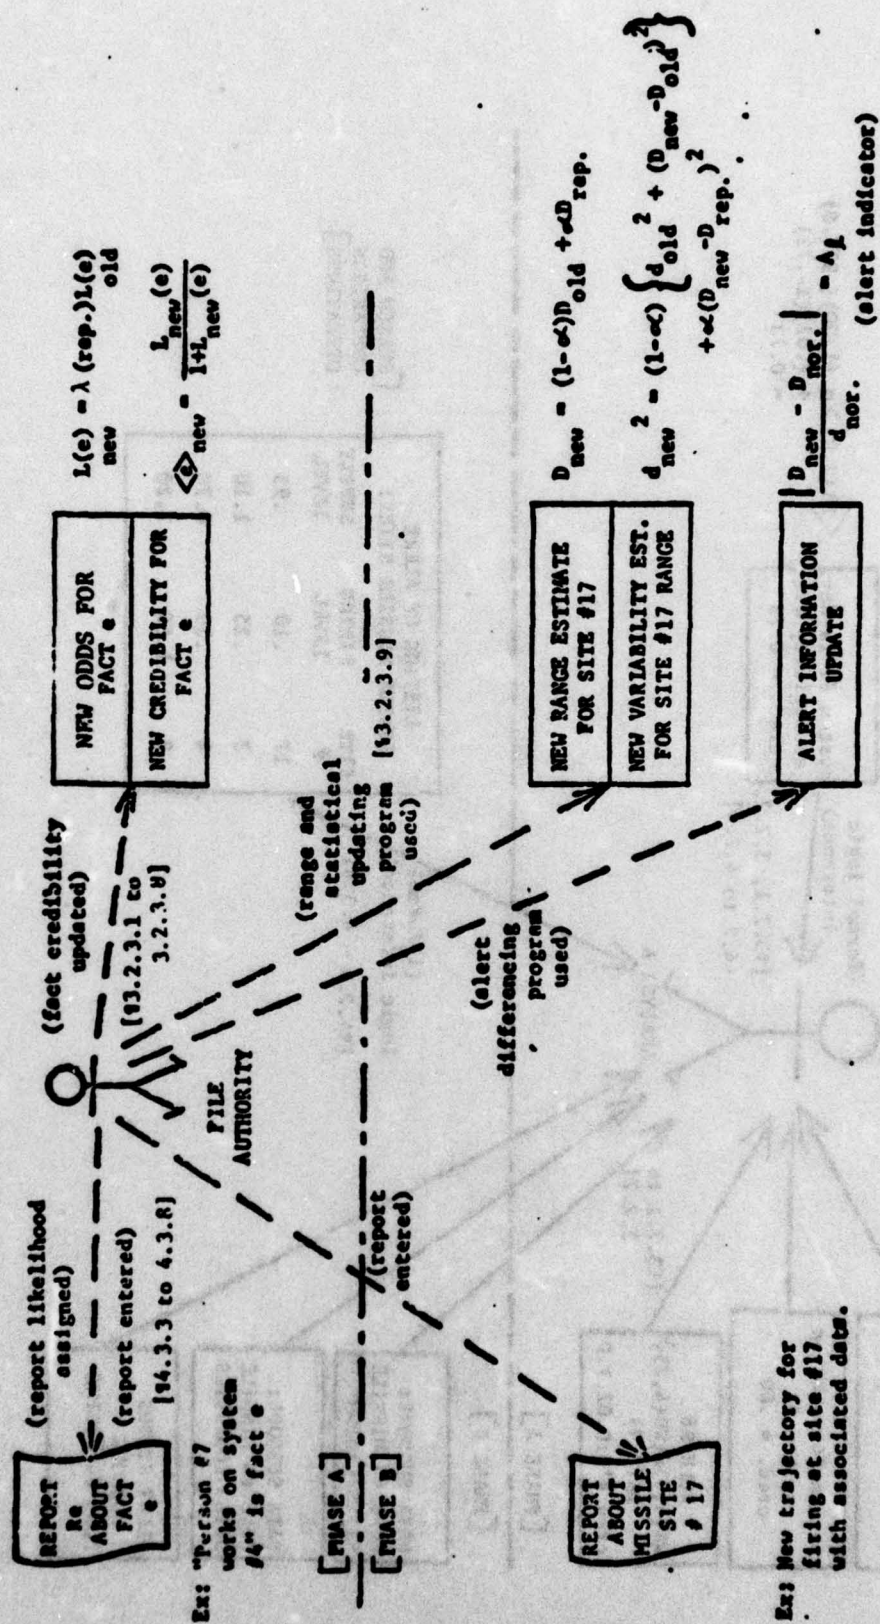 REPORT
Re
ABOUT
FACT
e
(report likelihood
assigned)
(report entered)
[§4.3.3 to 4.3.8]
Ex: "Person #7
works on system
#4" is fact e
FILE
AUTHORITY
(fact credibility
updated)
[§3.2.3.1 to
3.2.3.8]
NEW ODDS FOR
FACT e
NEW CREDIBILITY FOR
FACT e
L(e)new = λ(rep.)L(e)old
<e>new = Lnew(e) / 1+Lnew(e)
[PHASE A]
[PHASE B]
(report
entered)
(range and
statistical
updating
program
used)
[§3.2.3.9]
(alert
differencing
program
used)
REPORT
ABOUT
MISSILE
SITE
# 17
Ex: New trajectory for
firing at site #17
with associated data.
NEW RANGE ESTIMATE
FOR SITE #17
NEW VARIABILITY EST.
FOR SITE #17 RANGE
Dnew = (1-α)Dold + αDrep.
dnew² = (1-α) {dold² + (Dnew-Dold)²}
+α(Dnew-Drep.)²
ALERT INFORMATION
UPDATE
|Dnew - Dnor.| / dnor. = Aℓ
(alert indicator)